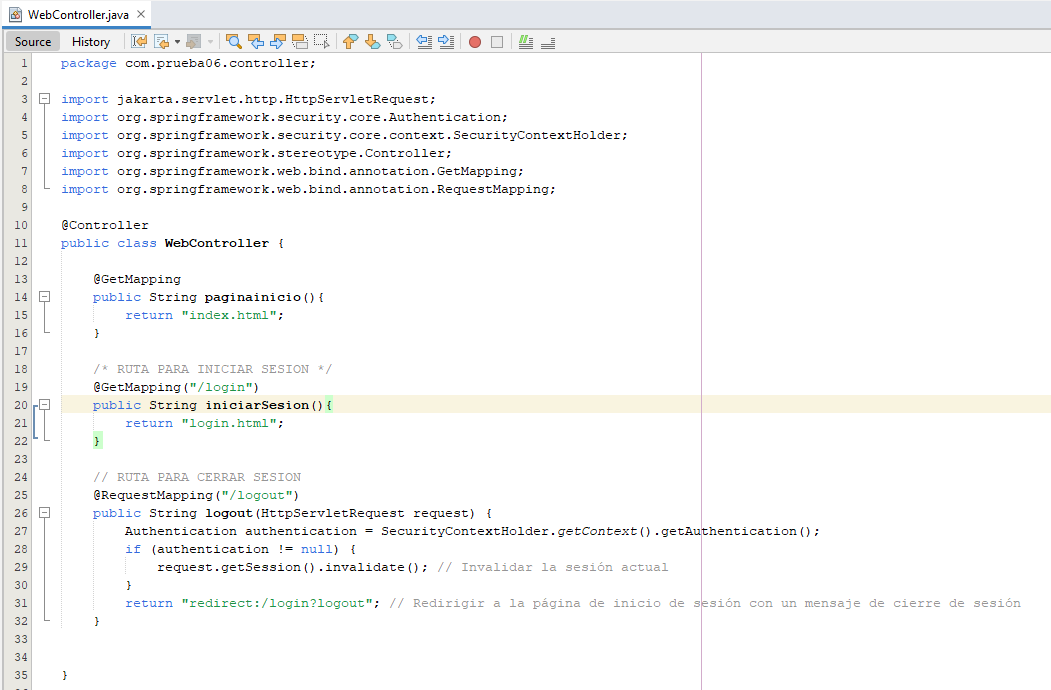 WebController.java
Source History
1 package com.prueba06.controller;
2
3 import jakarta.servlet.http.HttpServletRequest;
4 import org.springframework.security.core.Authentication;
5 import org.springframework.security.core.context.SecurityContextHolder;
6 import org.springframework.stereotype.Controller;
7 import org.springframework.web.bind.annotation.GetMapping;
8 import org.springframework.web.bind.annotation.RequestMapping;
9
10 @Controller
11 public class WebController {
12
13     @GetMapping
14     public String paginainicio(){
15         return "index.html";
16     }
17
18     /* RUTA PARA INICIAR SESION */
19     @GetMapping("/login")
20     public String iniciarSesion(){
21         return "login.html";
22     }
23
24     // RUTA PARA CERRAR SESION
25     @RequestMapping("/logout")
26     public String logout(HttpServletRequest request) {
27         Authentication authentication = SecurityContextHolder.getContext().getAuthentication();
28         if (authentication != null) {
29             request.getSession().invalidate(); // Invalidar la sesión actual
30         }
31         return "redirect:/login?logout"; // Redirigir a la página de inicio de sesión con un mensaje de cierre de sesión
32     }
33
34
35 }